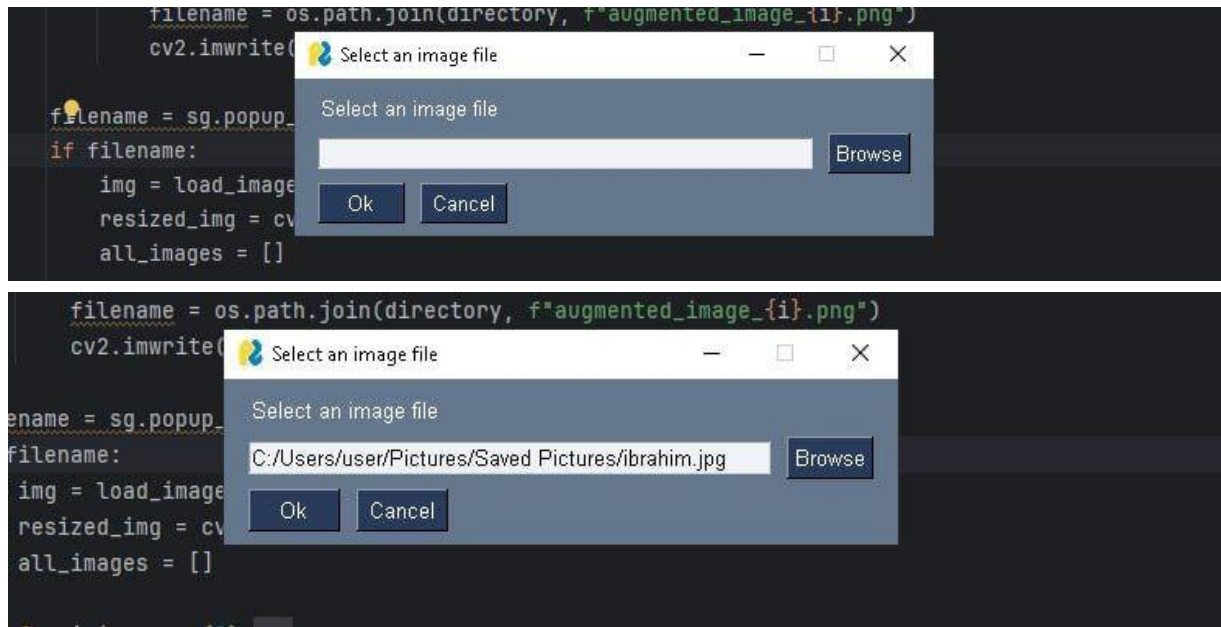 filename = os.path.join(directory, f"augmented_image_{i}.png")
cv2.imwrite(
Select an image file
Select an image file
filename = sg.popup_
if filename:
Browse
img = load_image
Ok Cancel
resized_img = cv
all_images = []
filename = os.path.join(directory, f"augmented_image_{i}.png")
cv2.imwrite(
Select an image file
Select an image file
ename = sg.popup_
filename:
C:/Users/user/Pictures/Saved Pictures/ibrahim.jpg Browse
img = load_image
Ok Cancel
resized_img = cv
all_images = []